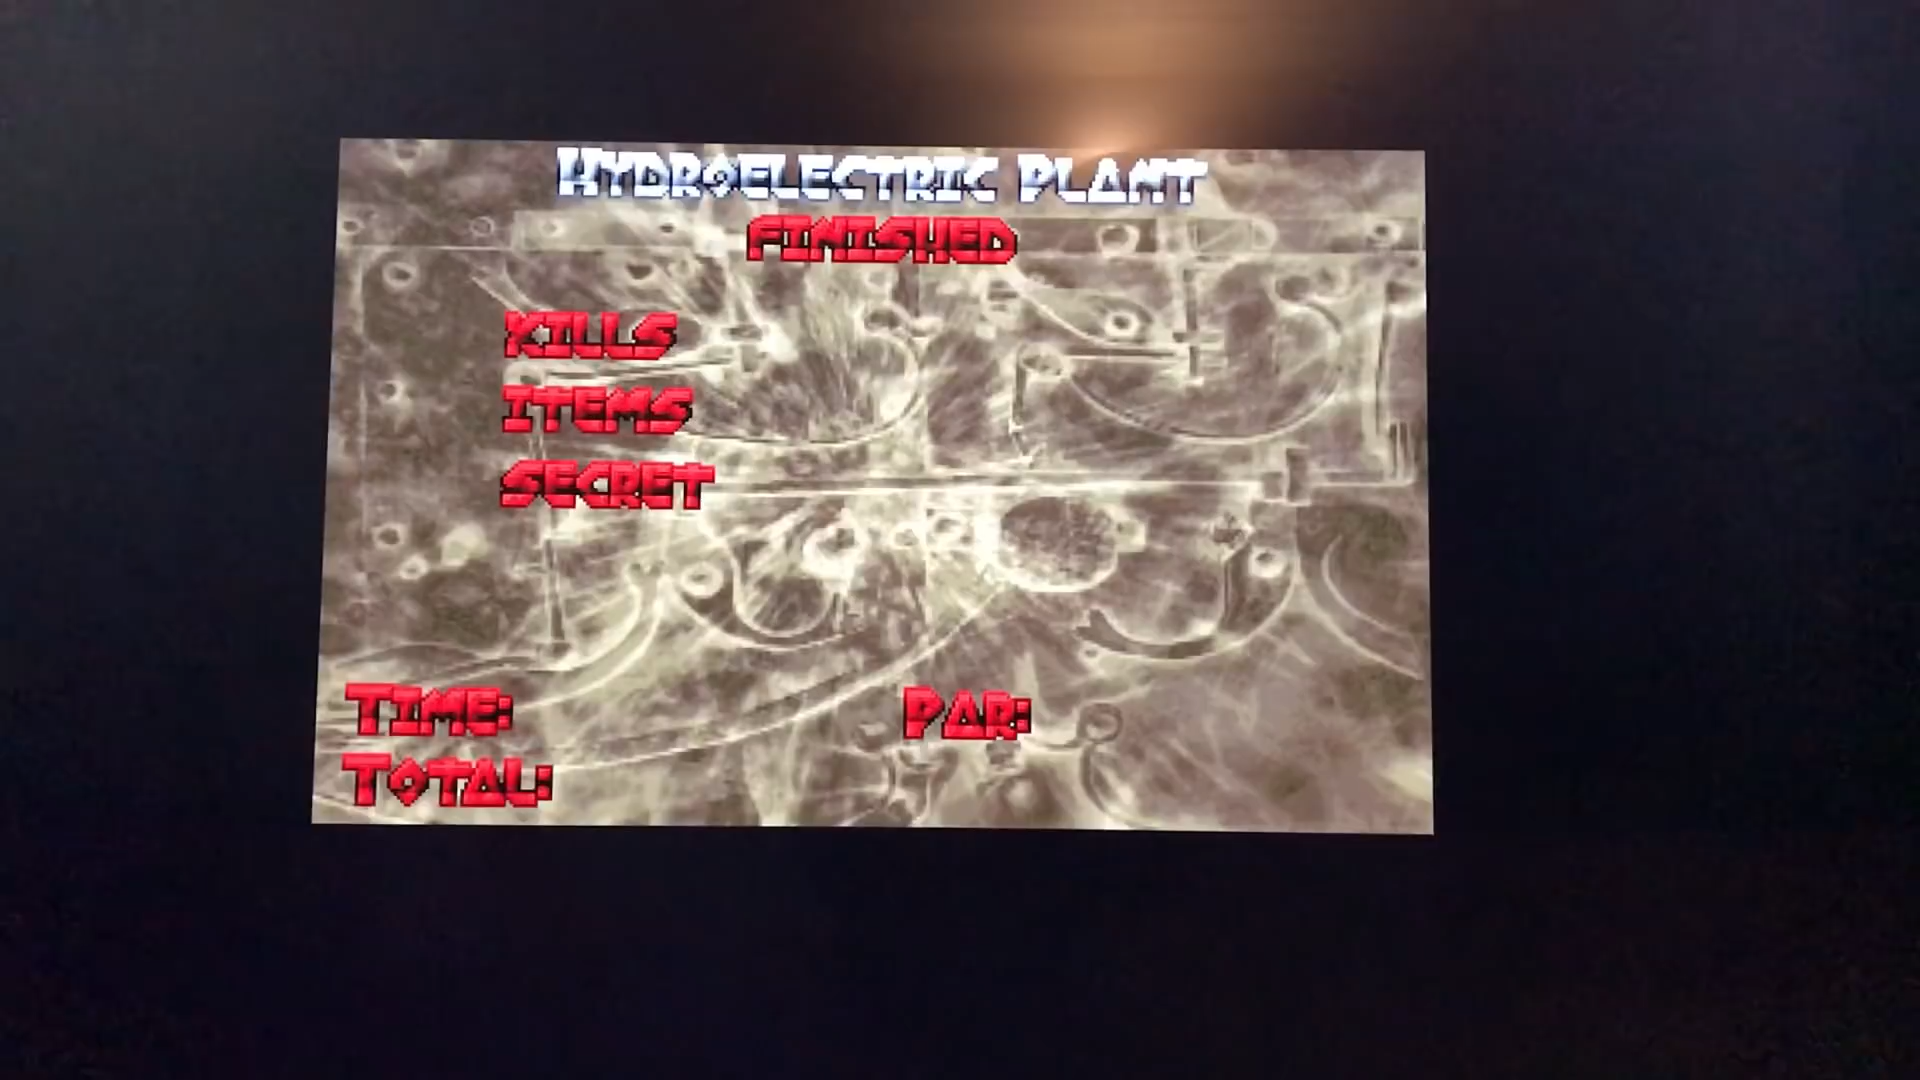 Hydroelectric Plant
Finished
Kills
Items
Secret
Time:
Par:
Total: